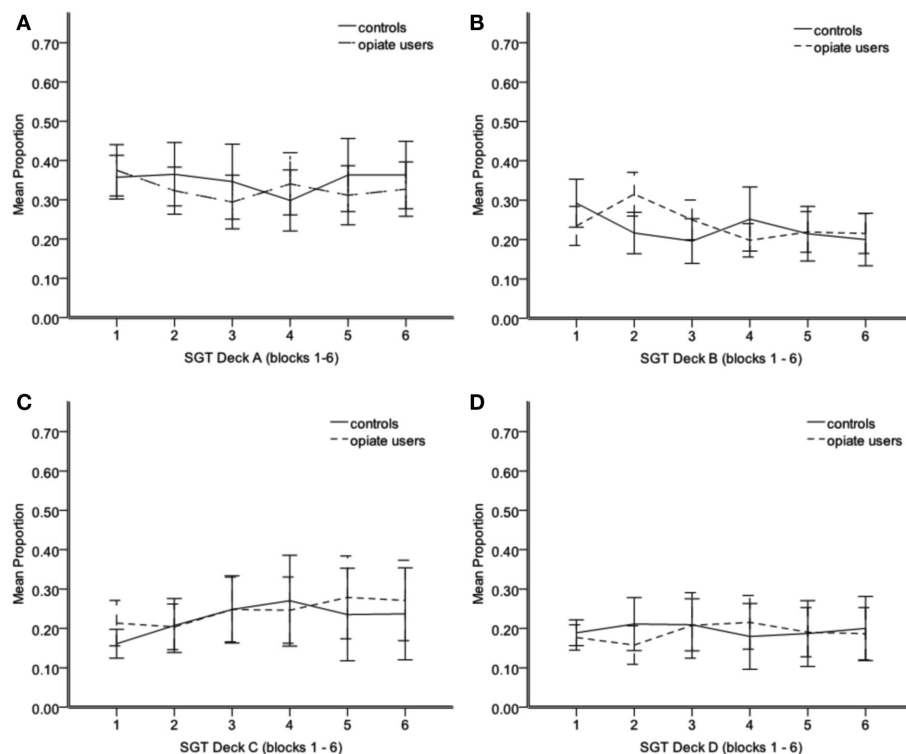 A
controls
opiate users
Mean Proportion
0.70
0.60
0.50
0.40
0.30
0.20
0.10
0.00
1 2 3 4 5 6
SGT Deck A (blocks 1-6)
B
controls
opiate users
Mean Proportion
0.70
0.60
0.50
0.40
0.30
0.20
0.10
0.00
1 2 3 4 5 6
SGT Deck B (blocks 1 - 6)
C
controls
opiate users
Mean Proportion
0.70
0.60
0.50
0.40
0.30
0.20
0.10
0.00
1 2 3 4 5 6
SGT Deck C (blocks 1 - 6)
D
controls
opiate users
Mean Proportion
0.70
0.60
0.50
0.40
0.30
0.20
0.10
0.00
1 2 3 4 5 6
SGT Deck D (blocks 1 - 6)